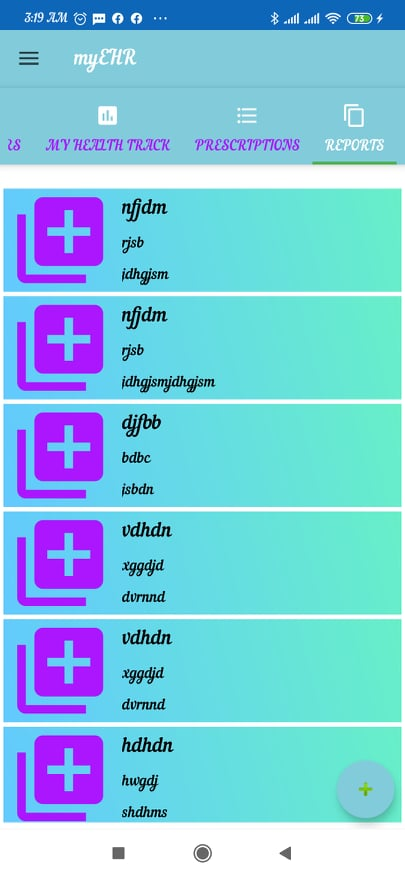 3:19 AM
73
myEHR
RS
MY HEALTH TRACK
PRESCRIPTIONS
REPORTS
nfjdm
rjsb
jdhgjsm
nfjdm
rjsb
jdhgjsmjdhgjsm
djfbb
bdbc
jsbdn
vdhdn
xggdjd
dvrnnd
vdhdn
xggdjd
dvrnnd
hdhdn
hwgdj
shdhms